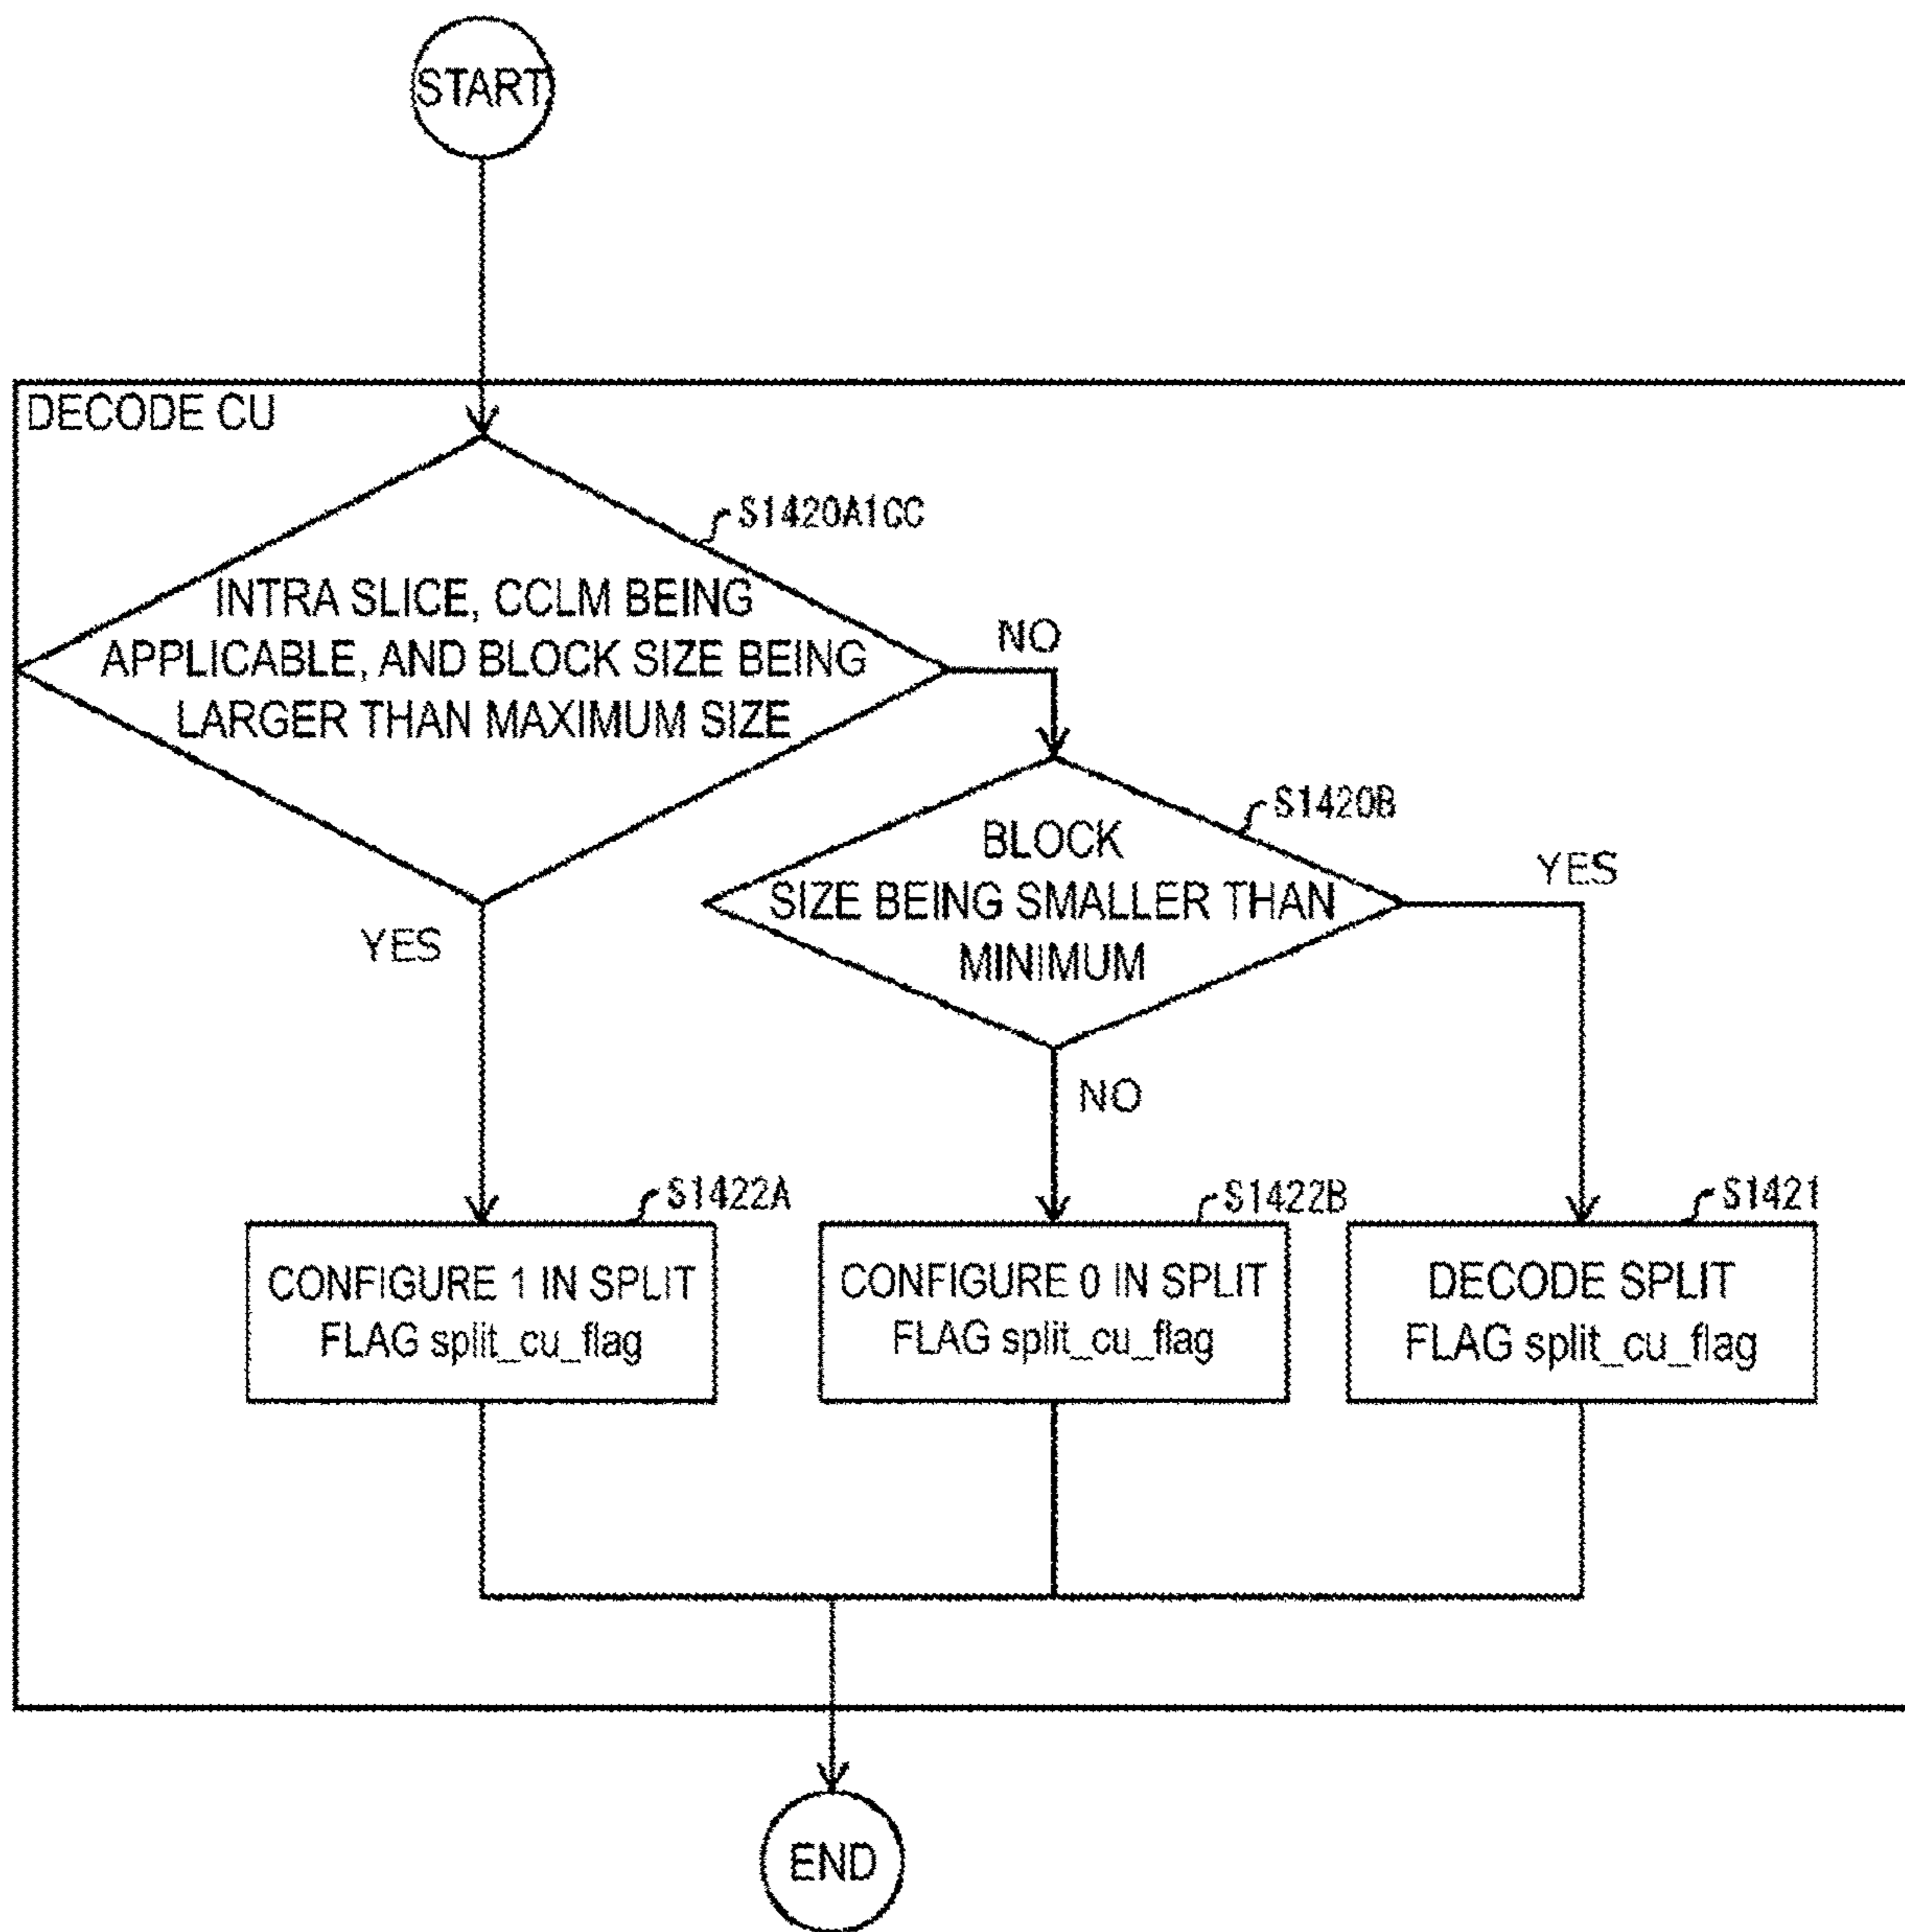 START
DECODE CU
S1420A1CC
INTRA SLICE, CCLM BEING
APPLICABLE, AND BLOCK SIZE BEING
LARGER THAN MAXIMUM SIZE
NO
YES
S1420B
BLOCK
SIZE BEING SMALLER THAN
MINIMUM
YES
NO
S1422A
CONFIGURE 1 IN SPLIT
FLAG split_cu_flag
S1422B
CONFIGURE 0 IN SPLIT
FLAG split_cu_flag
S1421
DECODE SPLIT
FLAG split_cu_flag
END